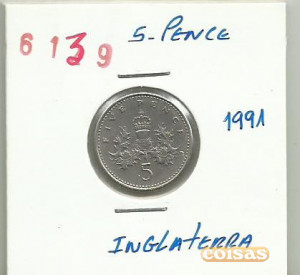 6139
5-PENCE
FIVE PENCE
5
1991
INGLATERRA
coisas